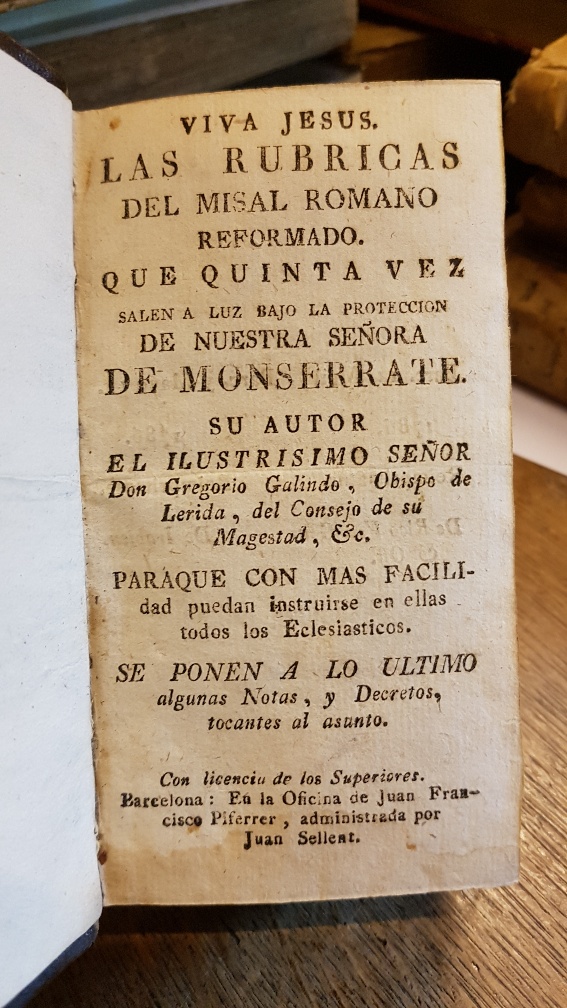 VIVA JESUS.
LAS RUBRICAS
DEL MISAL ROMANO
REFORMADO.
QUE QUINTA VEZ
SALEN A LUZ BAJO LA PROTECCION
DE NUESTRA SEÑORA
DE MONSERRATE.
SU AUTOR
EL ILUSTRISIMO SEÑOR
Don Gregorio Galindo, Obispo de
Lerida, del Consejo de su
Magestad, &c.
PARAQUE CON MAS FACILI-
dad puedan instruirse en ellas
todos los Eclesiasticos.
SE PONEN A LO ULTIMO
algunas Notas, y Decretos,
tocantes al asunto.
Con licencia de los Superiores.
Barcelona: En la Oficina de Juan Fran-
cisco Piferrer, administrada por
Juan Sellent.